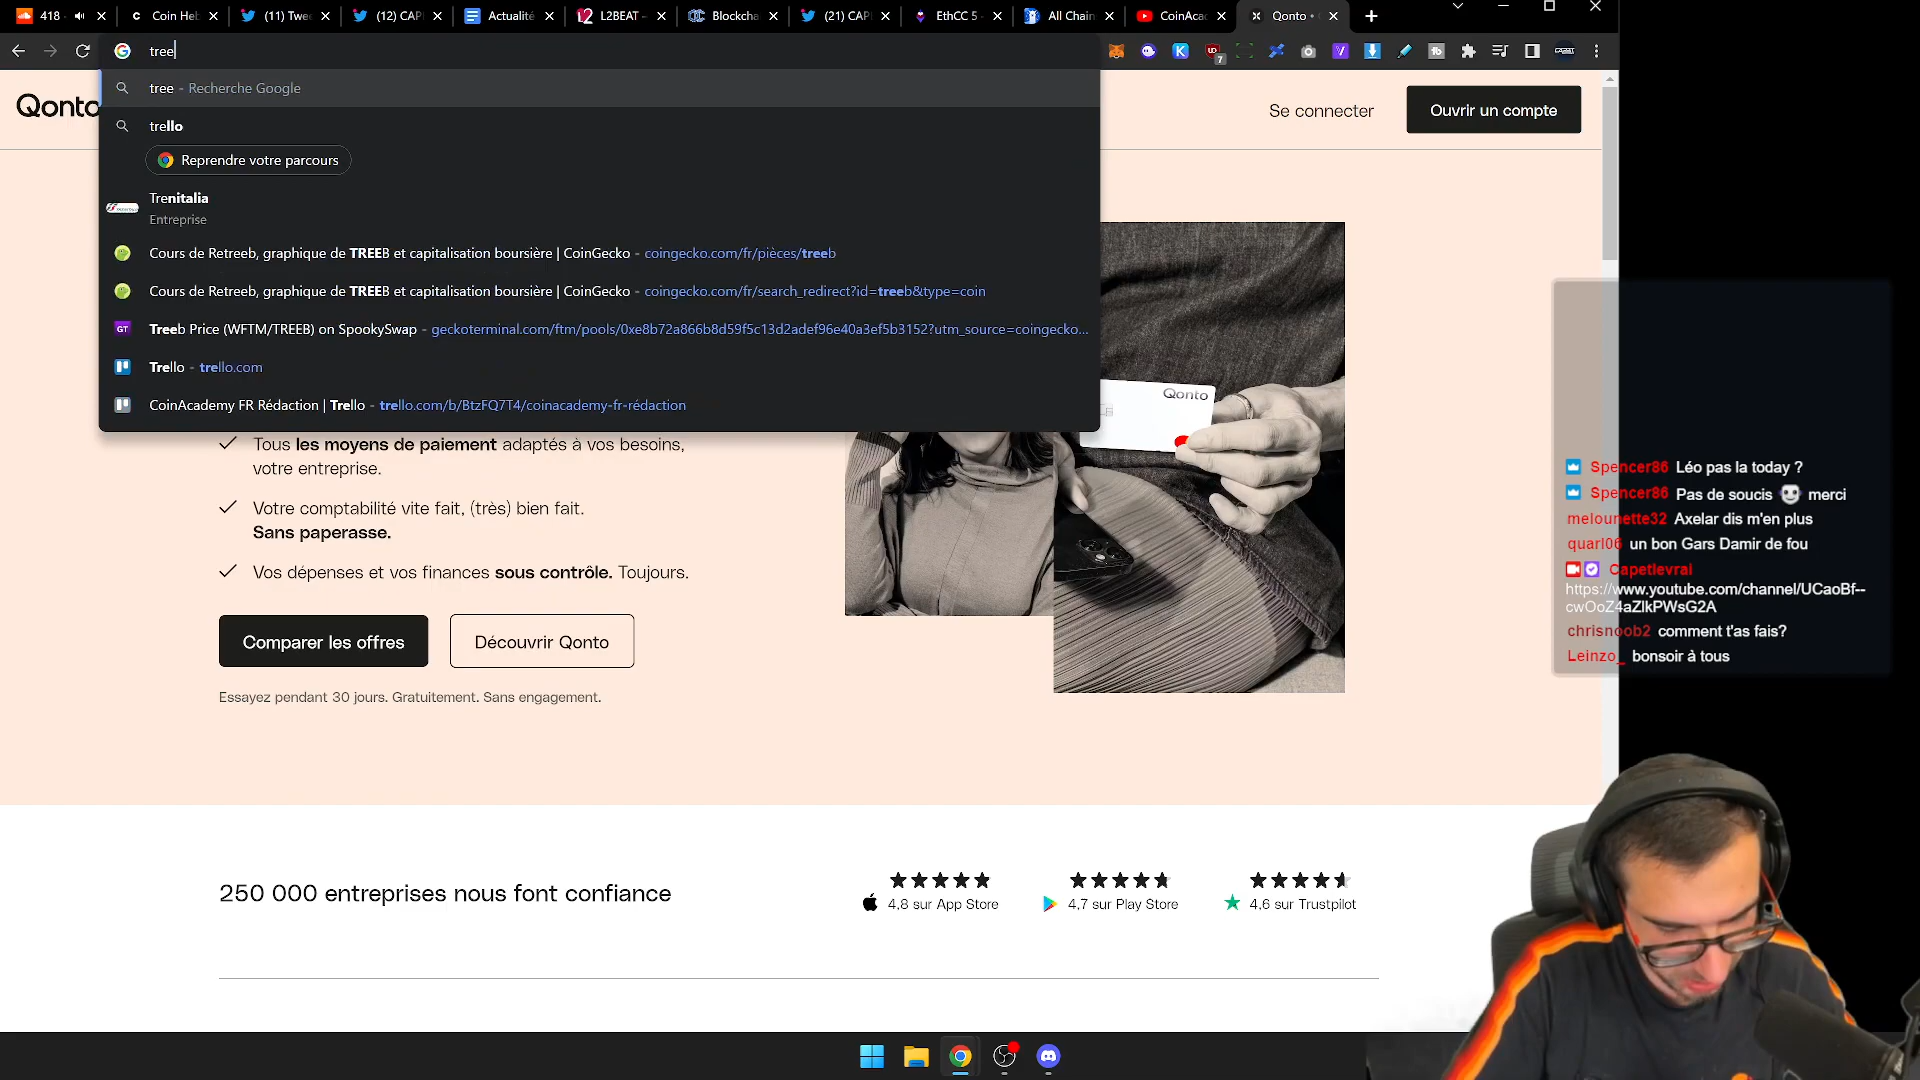 418
Coin Heb
(11) Twee
(12) CAPI
Actualité
L2BEAT -
Blockcha
(21) CAPI
EthCC 5 -
All Chain
CoinAcad
Qonto •
tree
7
tree - Recherche Google
trello
Reprendre votre parcours
Trenitalia
Entreprise
Cours de Retreeb, graphique de TREEB et capitalisation boursière | CoinGecko - coingecko.com/fr/pièces/treeb
Cours de Retreeb, graphique de TREEB et capitalisation boursière | CoinGecko - coingecko.com/fr/search_redirect?id=treeb&type=coin
GT
Treeb Price (WFTM/TREEB) on SpookySwap - geckoterminal.com/ftm/pools/0xe8b72a866b8d59f5c13d2adef96e40a3ef5b3152?utm_source=coingecko...
Trello - trello.com
CoinAcademy FR Rédaction | Trello - trello.com/b/BtzFQ7T4/coinacademy-fr-rédaction
Qonto
Se connecter
Ouvrir un compte
Qonto
Tous les moyens de paiement adaptés à vos besoins,
votre entreprise.
Votre comptabilité vite fait, (très) bien fait.
Sans paperasse.
Vos dépenses et vos finances sous contrôle. Toujours.
Comparer les offres
Découvrir Qonto
Essayez pendant 30 jours. Gratuitement. Sans engagement.
250 000 entreprises nous font confiance
4,8 sur App Store
4,7 sur Play Store
4,6 sur Trustpilot
Spencer86 Léo pas la today ?
Spencer86 Pas de soucis merci
melounette32 Axelar dis m'en plus
quarl06 un bon Gars Damir de fou
Capetlevrai
https://www.youtube.com/channel/UCaoBf--
cwOoZ4aZlkPWsG2A
chrisnoob2 comment t'as fais?
Leinzo_ bonsoir à tous